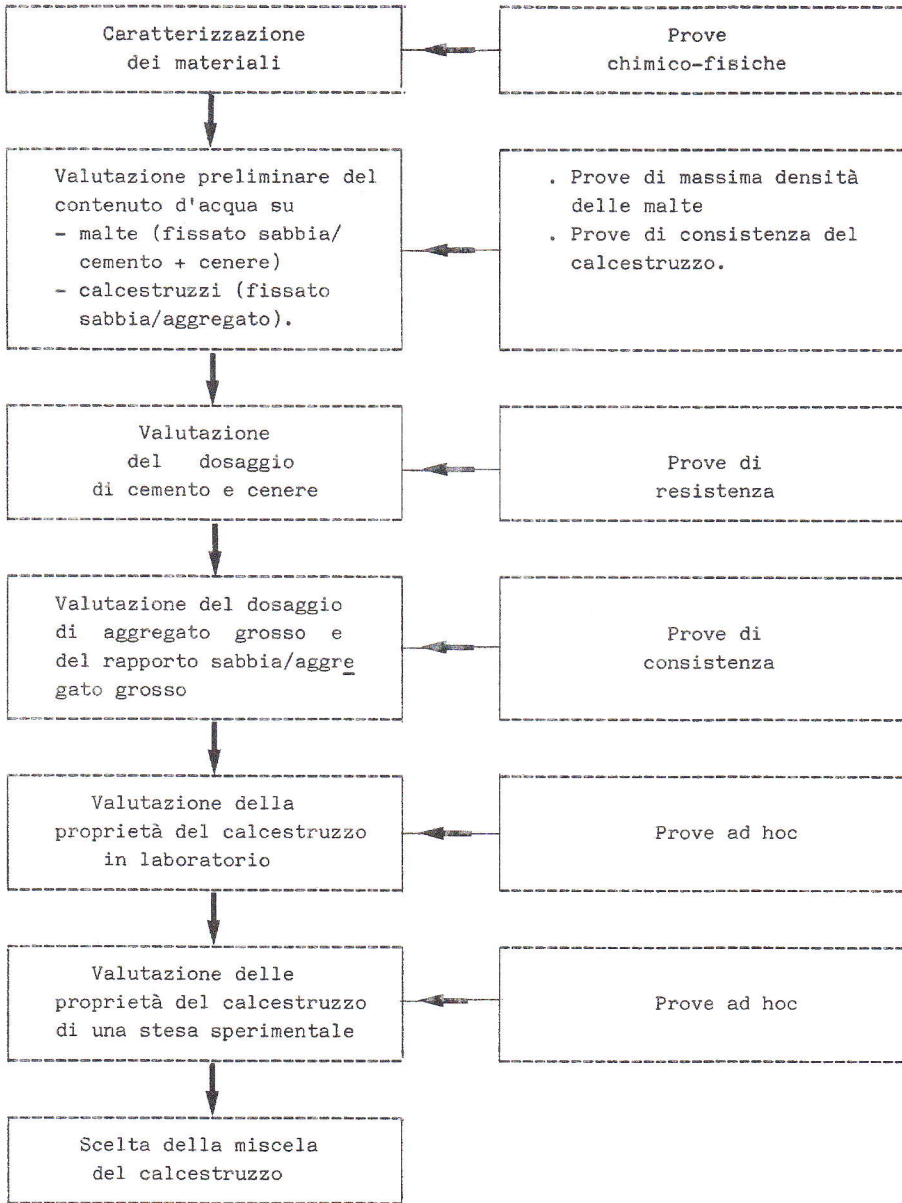 Caratterizzazione
dei materiali
Prove
chimico-fisiche
Valutazione preliminare del
contenuto d'acqua su
- malte (fissato sabbia/
cemento + cenere)
- calcestruzzi (fissato
sabbia/aggregato).
. Prove di massima densità
delle malte
. Prove di consistenza del
calcestruzzo.
Valutazione
del dosaggio
di cemento e cenere
Prove di
resistenza
Valutazione del dosaggio
di aggregato grosso e
del rapporto sabbia/aggre
gato grosso
Prove di
consistenza
Valutazione della
proprietà del calcestruzzo
in laboratorio
Prove ad hoc
Valutazione delle
proprietà del calcestruzzo
di una stesa sperimentale
Prove ad hoc
Scelta della miscela
del calcestruzzo